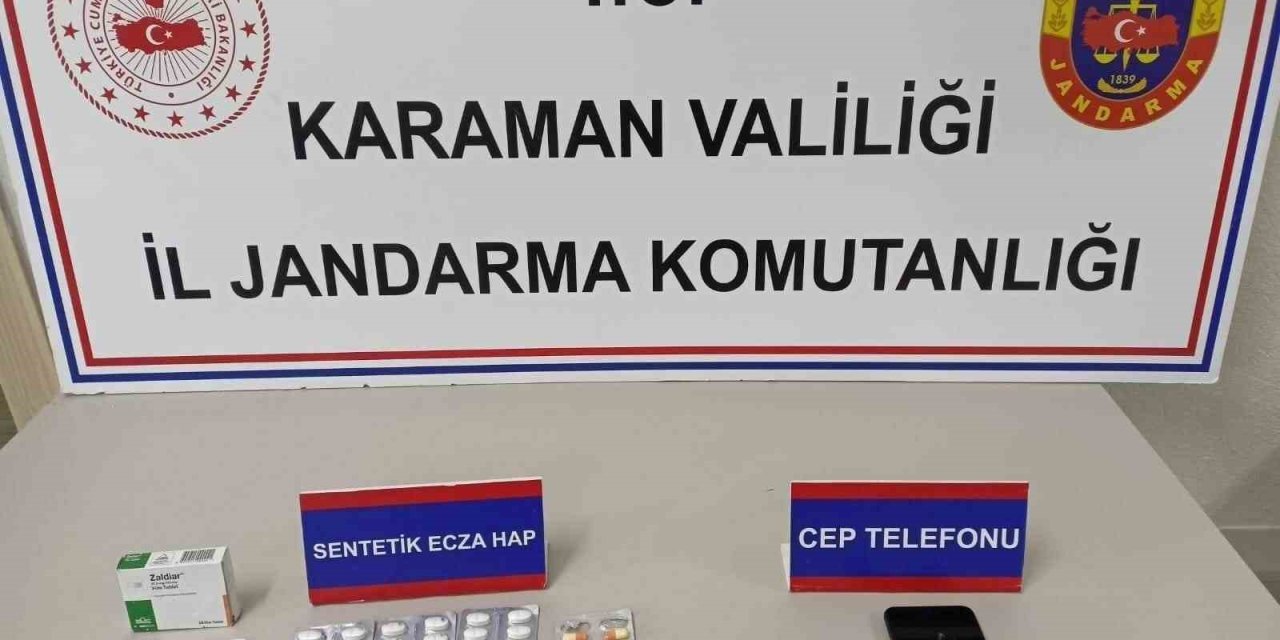 KARAMAN VALİLİĞİ
İL JANDARMA KOMUTANLIĞI
JANDARMA
1839
SENTETİK ECZA HAP
CEP TELEFONU
Zaldiar